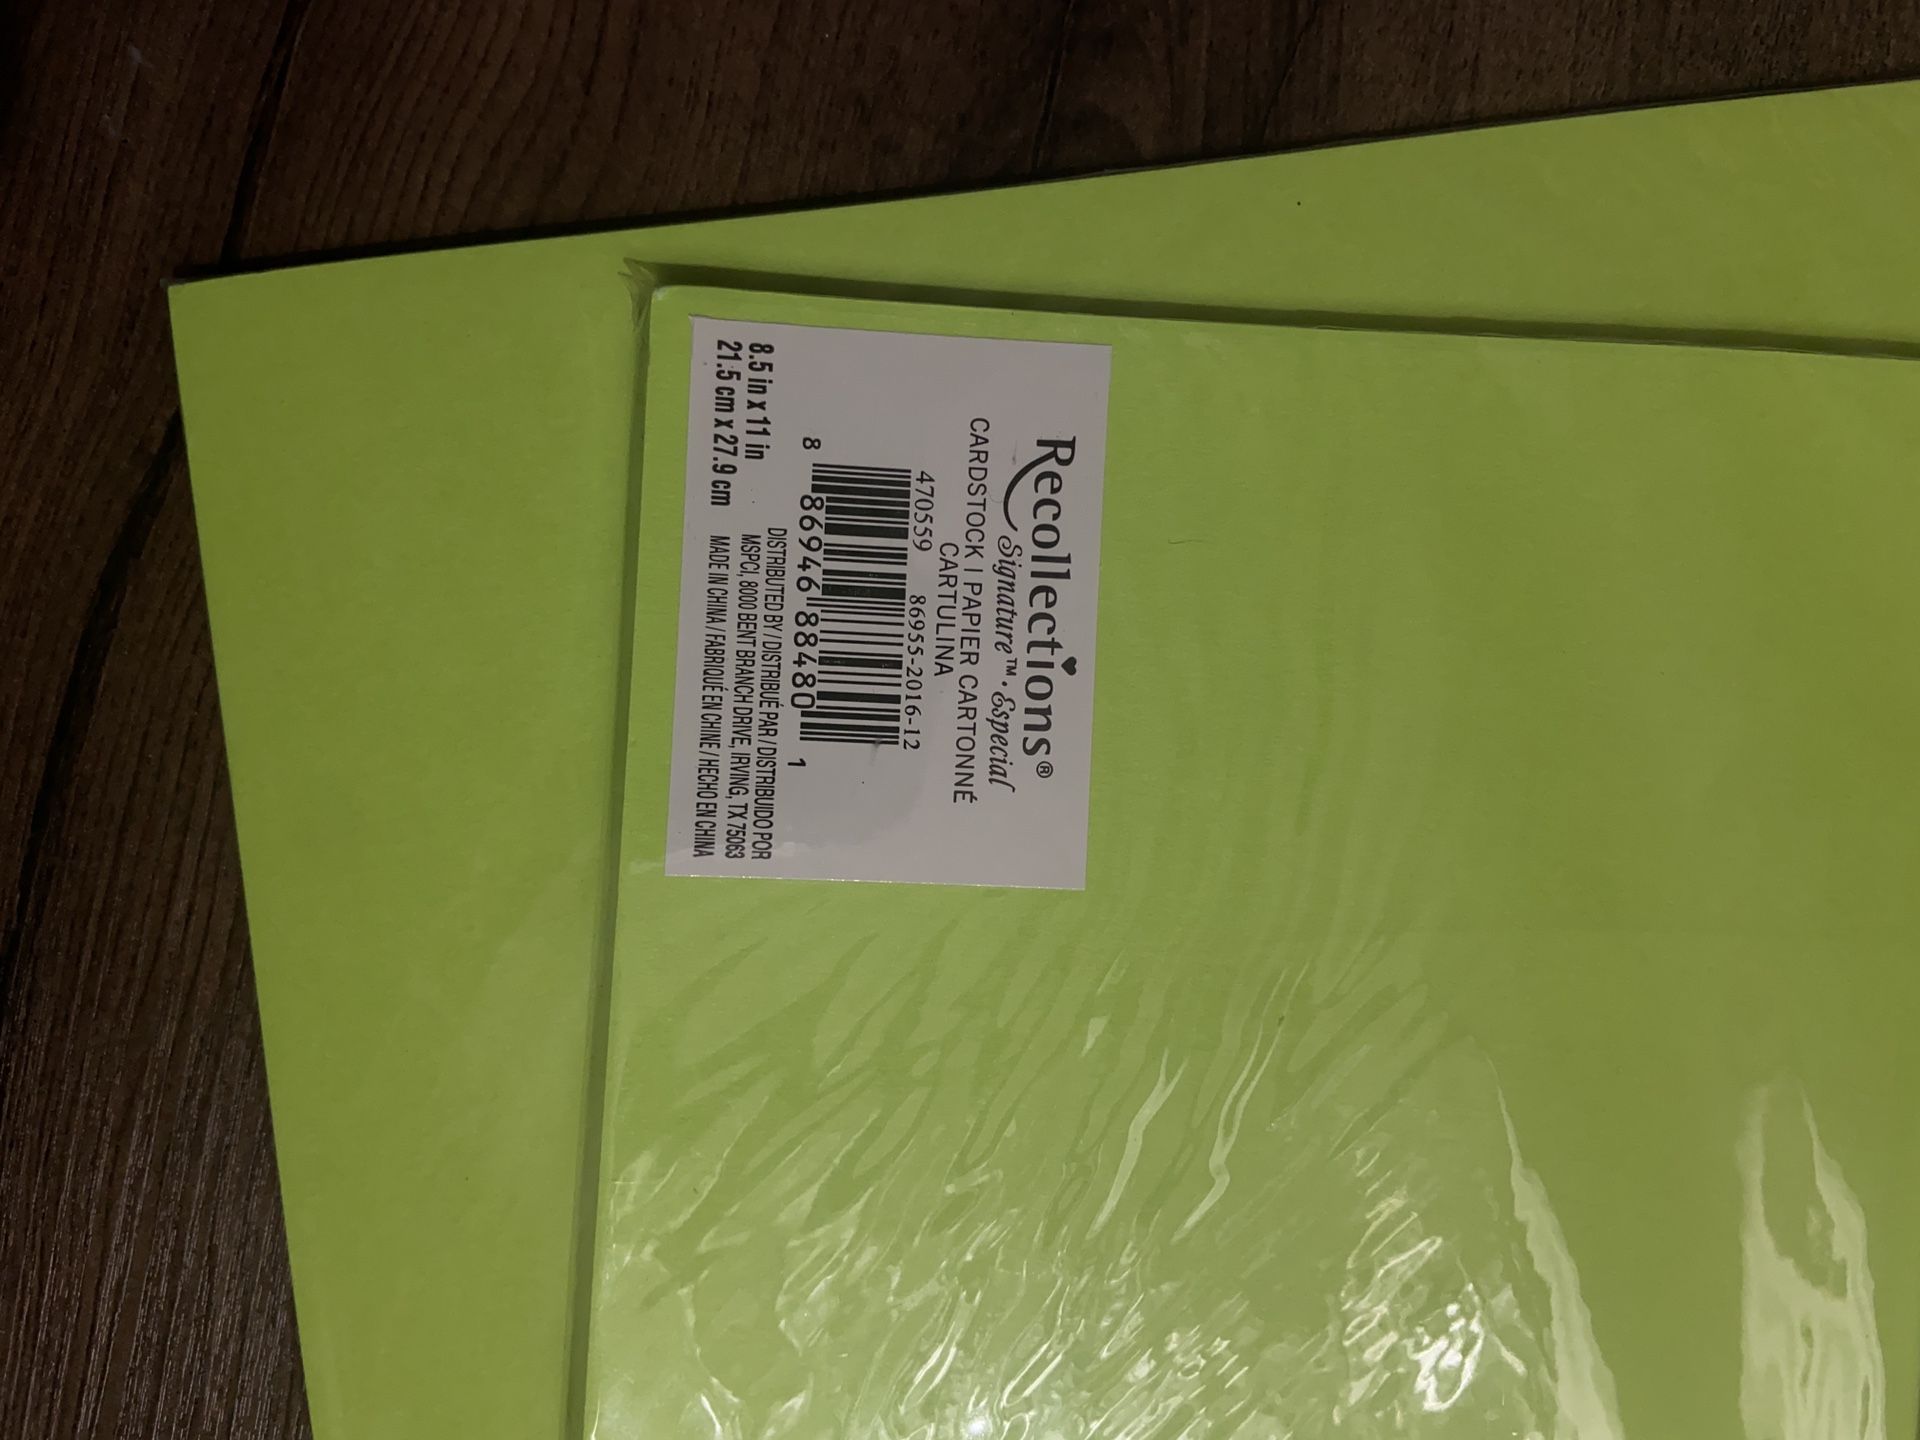 Recollections®
Signature™ · Especial
CARDSTOCK | PAPIER CARTONNÉ
CARTULINA
470559 86955-2016-12
8 86946 88480 1
8.5 in x 11 in
21.5 cm x 27.9 cm
DISTRIBUTED BY / DISTRIBUÉ PAR / DISTRIBUIDO POR
MSPCI, 8000 BENT BRANCH DRIVE, IRVING, TX 75063
MADE IN CHINA / FABRIQUÉ EN CHINE / HECHO EN CHINA